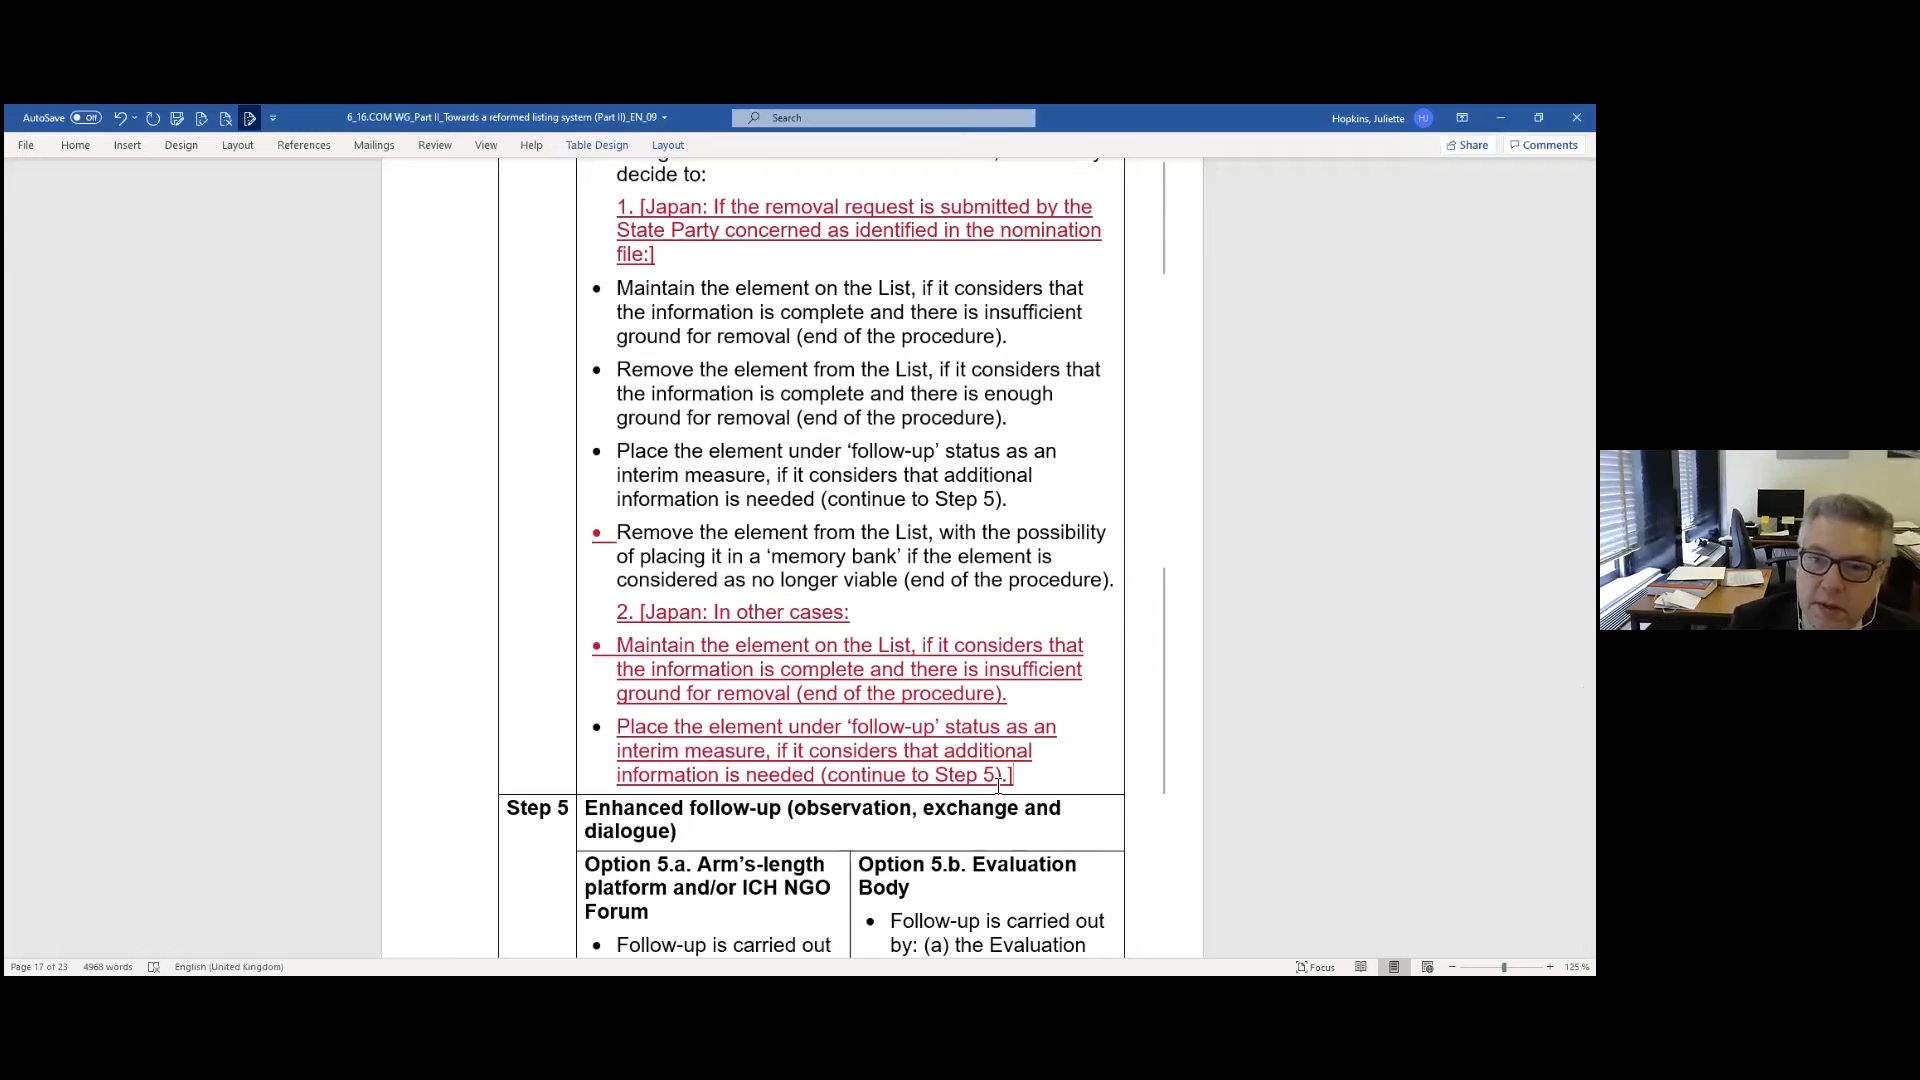 AutoSave Off
6_16.COM WG_Part II_Towards a reformed listing system (Part II)_EN_09
Search
Hopkins, Juliette HJ
File Home Insert Design Layout References Mailings Review View Help Table Design Layout
Share Comments
decide to:
1. [Japan: If the removal request is submitted by the
State Party concerned as identified in the nomination
file:]
• Maintain the element on the List, if it considers that
the information is complete and there is insufficient
ground for removal (end of the procedure).
• Remove the element from the List, if it considers that
the information is complete and there is enough
ground for removal (end of the procedure).
• Place the element under ‘follow-up’ status as an
interim measure, if it considers that additional
information is needed (continue to Step 5).
• Remove the element from the List, with the possibility
of placing it in a ‘memory bank’ if the element is
considered as no longer viable (end of the procedure).
2. [Japan: In other cases:
• Maintain the element on the List, if it considers that
the information is complete and there is insufficient
ground for removal (end of the procedure).
• Place the element under ‘follow-up’ status as an
interim measure, if it considers that additional
information is needed (continue to Step 5).]
Step 5 Enhanced follow-up (observation, exchange and
dialogue)
Option 5.a. Arm’s-length
platform and/or ICH NGO
Forum
• Follow-up is carried out
Option 5.b. Evaluation
Body
• Follow-up is carried out
by: (a) the Evaluation
Page 17 of 23 4968 words English (United Kingdom)
Focus 125 %